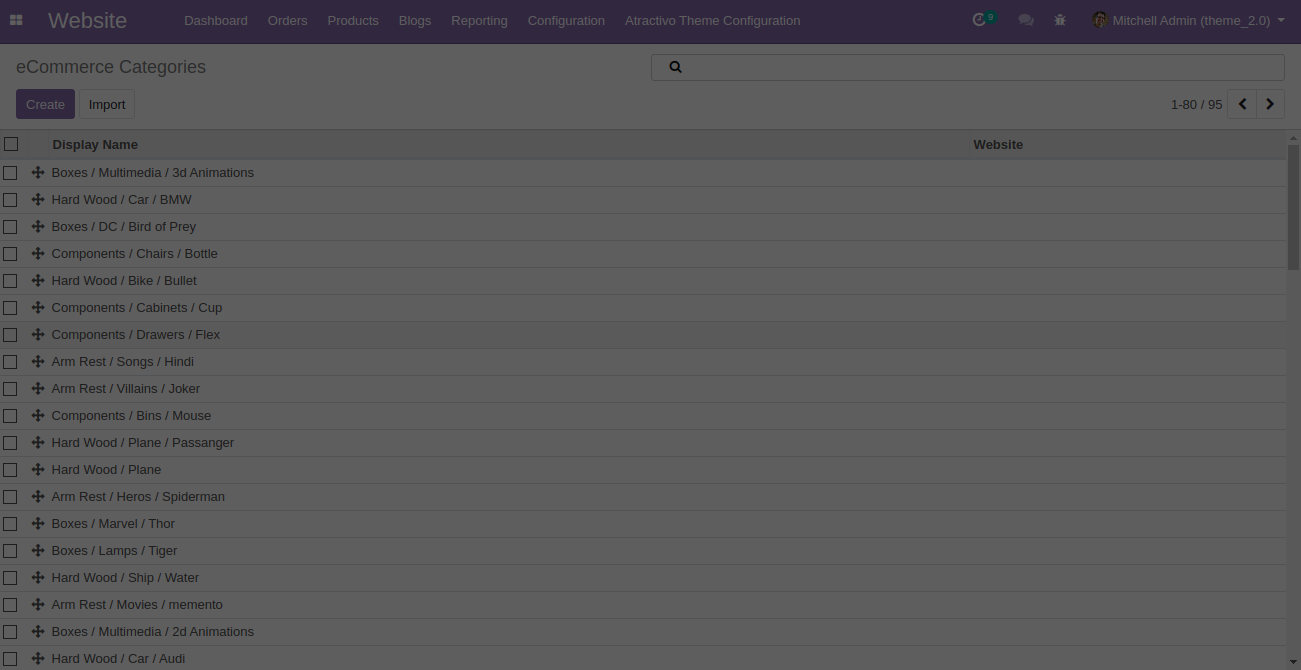 Website Dashboard Orders Products Blogs Reporting Configuration Atractivo Theme Configuration 9 Mitchell Admin (theme_2.0)
eCommerce Categories
Create Import 1-80 / 95
Display Name Website
Boxes / Multimedia / 3d Animations
Hard Wood / Car / BMW
Boxes / DC / Bird of Prey
Components / Chairs / Bottle
Hard Wood / Bike / Bullet
Components / Cabinets / Cup
Components / Drawers / Flex
Arm Rest / Songs / Hindi
Arm Rest / Villains / Joker
Components / Bins / Mouse
Hard Wood / Plane / Passanger
Hard Wood / Plane
Arm Rest / Heros / Spiderman
Boxes / Marvel / Thor
Boxes / Lamps / Tiger
Hard Wood / Ship / Water
Arm Rest / Movies / memento
Boxes / Multimedia / 2d Animations
Hard Wood / Car / Audi